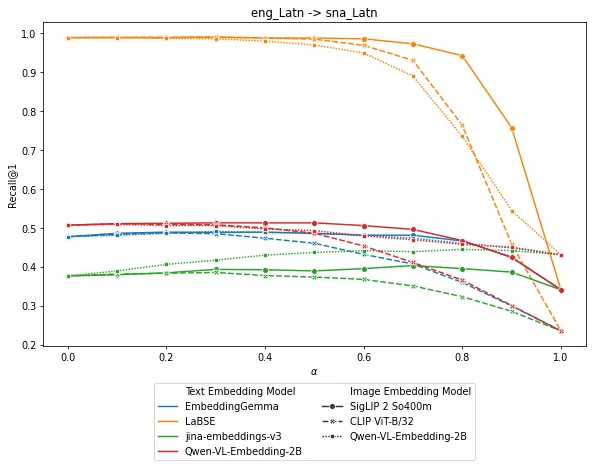 eng_Latn -> sna_Latn
Recall@1
1.0
0.9
0.8
0.7
0.6
0.5
0.4
0.3
0.2
0.0 0.2 0.4 0.6 0.8 1.0
α
Text Embedding Model Image Embedding Model
EmbeddingGemma SigLIP 2 So400m
LaBSE CLIP ViT-B/32
jina-embeddings-v3 Qwen-VL-Embedding-2B
Qwen-VL-Embedding-2B